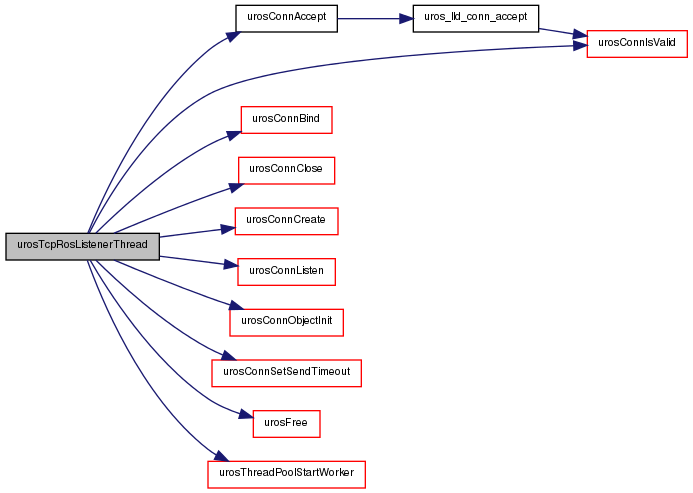 urosConnAccept
uros_lld_conn_accept
urosConnIsValid
urosConnBind
urosConnClose
urosTcpRosListenerThread
urosConnCreate
urosConnListen
urosConnObjectInit
urosConnSetSendTimeout
urosFree
urosThreadPoolStartWorker